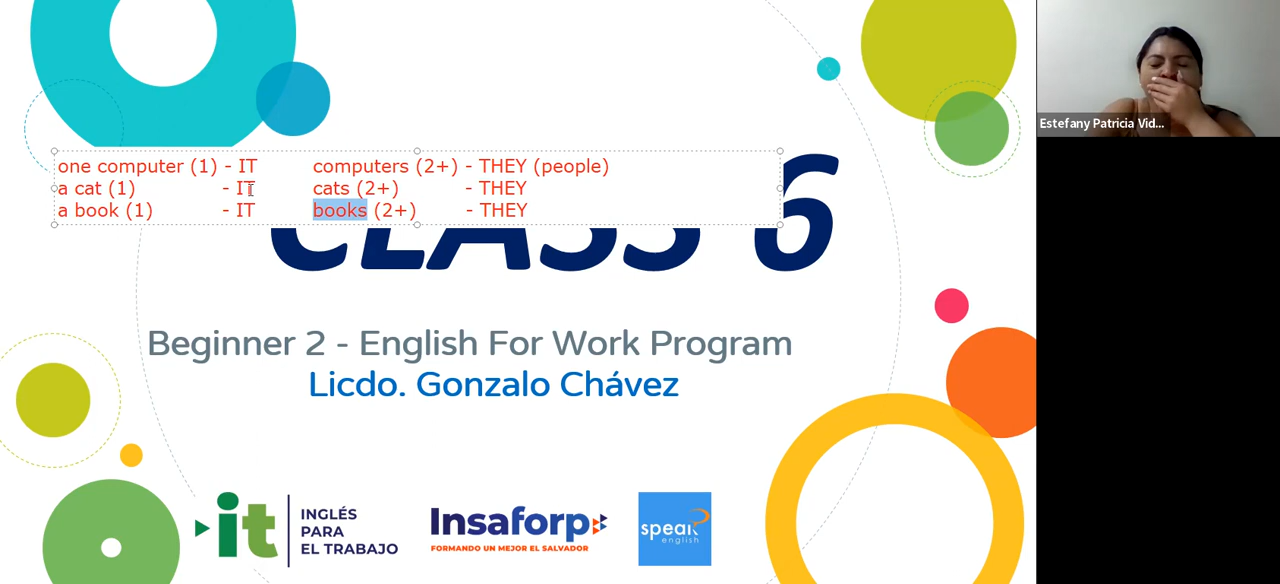 one computer (1) - IT computers (2+) - THEY (people)
a cat (1) - IT cats (2+) - THEY
a book (1) - IT books (2+) - THEY
CLASS 6
Beginner 2 - English For Work Program
Licdo. Gonzalo Chávez
it INGLÉS PARA EL TRABAJO
Insaforp
FORMANDO UN MEJOR EL SALVADOR
speak
english
Estefany Patricia Vid...